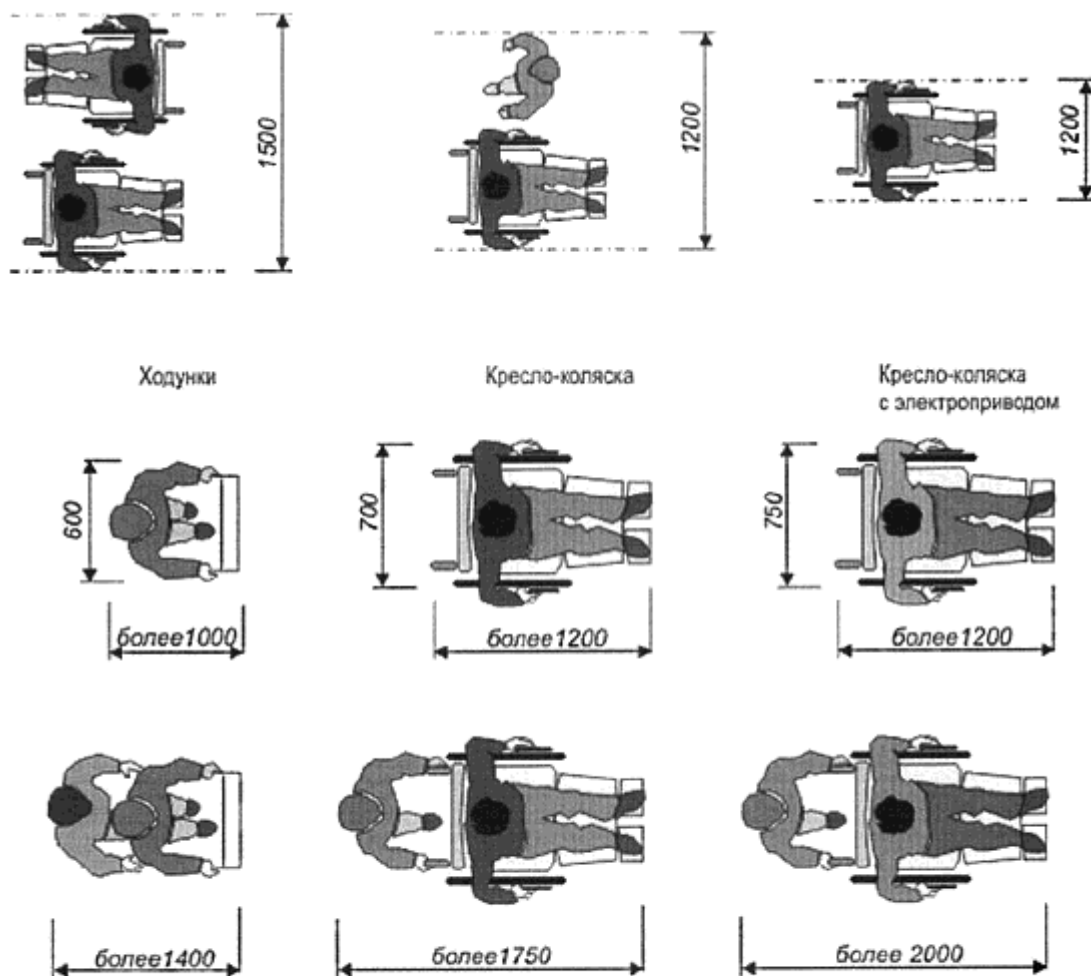 1500
1200
1200
Ходунки
Кресло-коляска
Кресло-коляска
с электроприводом
600
700
750
более1000
более1200
более1200
более1400
более1750
более 2000